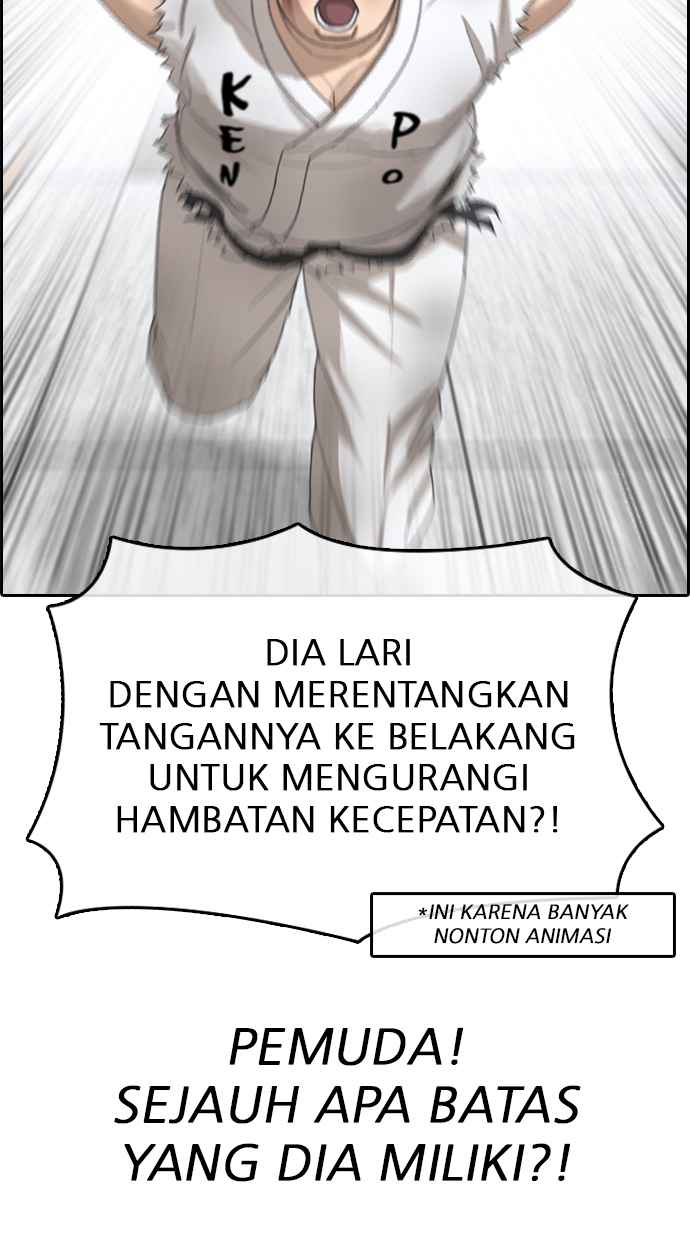 KEN
PO
DIA LARI
DENGAN MERENTANGKAN
TANGANNYA KE BELAKANG
UNTUK MENGURANGI
HAMBATAN KECEPATAN?!
*INI KARENA BANYAK
NONTON ANIMASI
PEMUDA!
SEJAUH APA BATAS
YANG DIA MILIKI?!